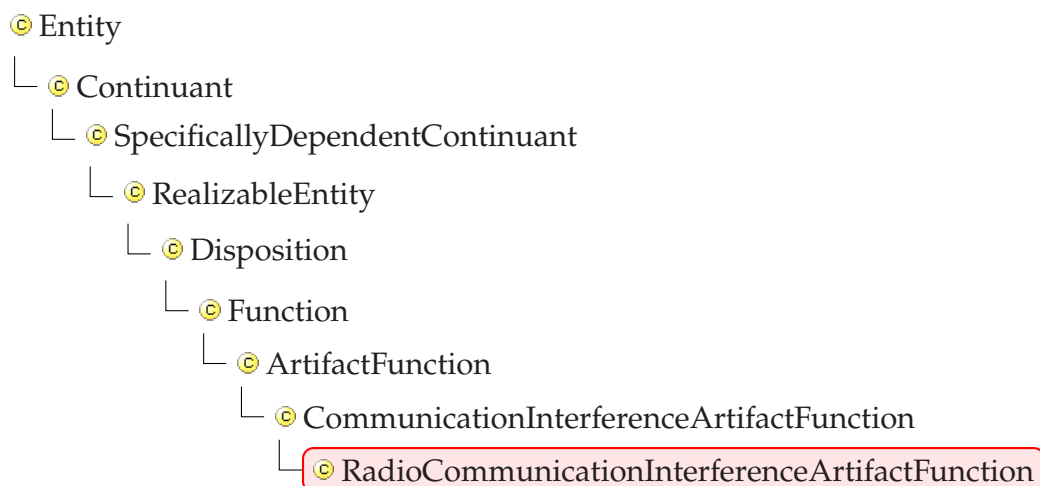 Entity
Continuant
SpecificallyDependentContinuant
RealizableEntity
Disposition
Function
ArtifactFunction
CommunicationInterferenceArtifactFunction
RadioCommunicationInterferenceArtifactFunction